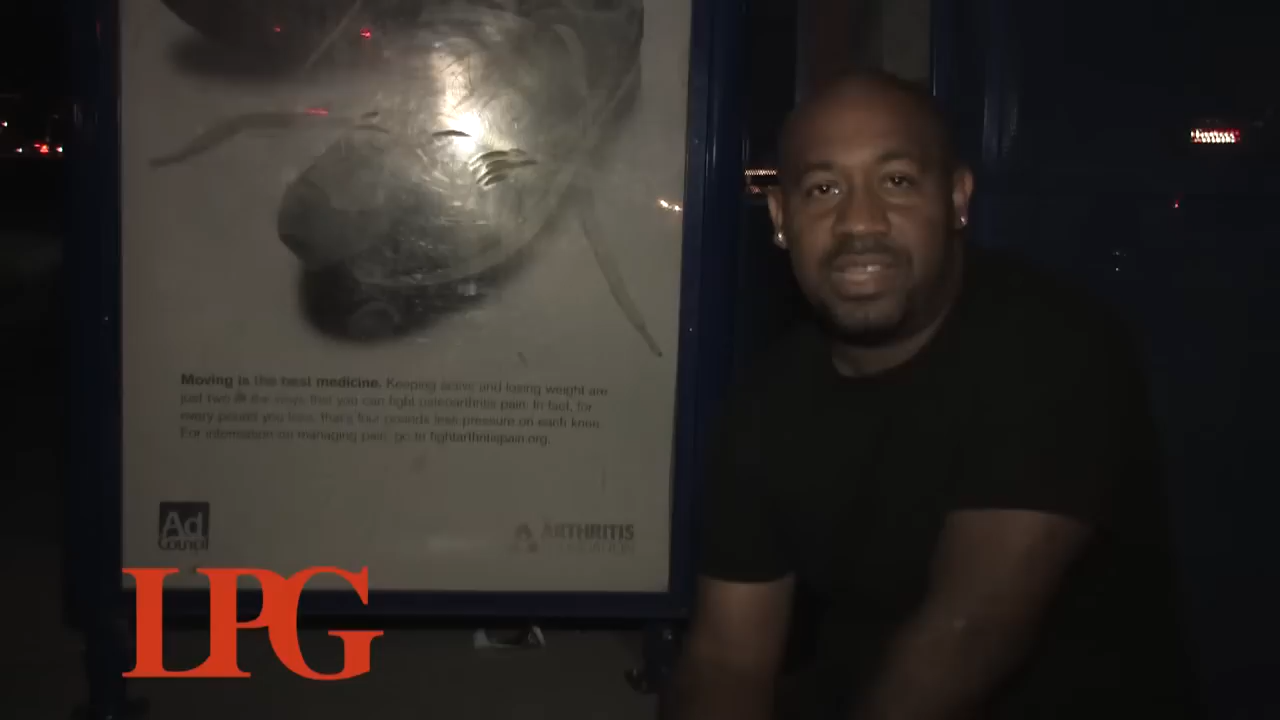 Moving is the best medicine. Keeping active and losing weight are
just two of the ways that you can fight osteoarthritis pain. In fact, for
every pound you lose, that's four pounds less pressure on each knee.
For information on managing pain, go to fightarthritispain.org.
Ad
Council
ARTHRITIS
FOUNDATION
LPG